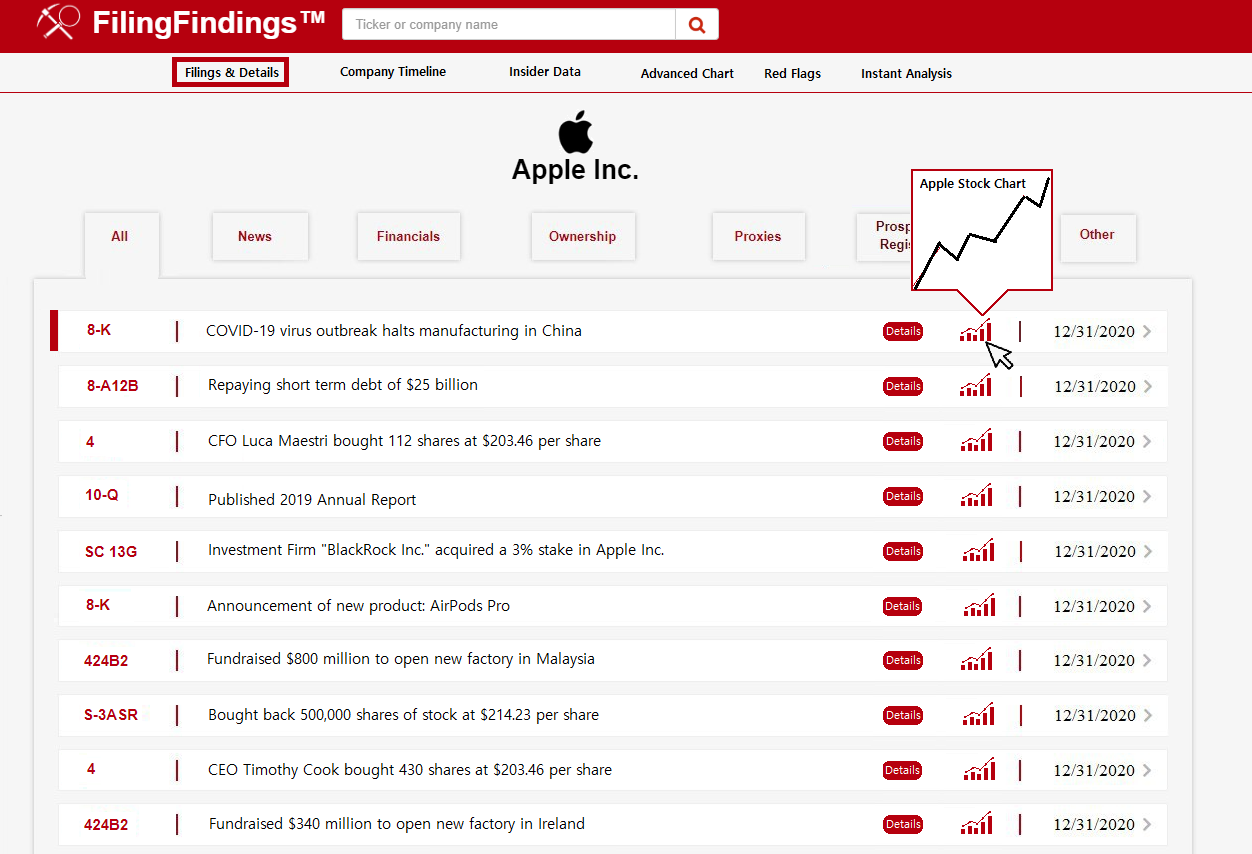 FilingFindings™
Ticker or company name
Filings & Details
Company Timeline
Insider Data
Advanced Chart
Red Flags
Instant Analysis
Apple Inc.
All
News
Financials
Ownership
Proxies
Other
Apple Stock Chart
8-K
COVID-19 virus outbreak halts manufacturing in China
Details
12/31/2020
8-A12B
Repaying short term debt of $25 billion
Details
12/31/2020
4
CFO Luca Maestri bought 112 shares at $203.46 per share
Details
12/31/2020
10-Q
Published 2019 Annual Report
Details
12/31/2020
SC 13G
Investment Firm "BlackRock Inc." acquired a 3% stake in Apple Inc.
Details
12/31/2020
8-K
Announcement of new product: AirPods Pro
Details
12/31/2020
424B2
Fundraised $800 million to open new factory in Malaysia
Details
12/31/2020
S-3ASR
Bought back 500,000 shares of stock at $214.23 per share
Details
12/31/2020
4
CEO Timothy Cook bought 430 shares at $203.46 per share
Details
12/31/2020
424B2
Fundraised $340 million to open new factory in Ireland
Details
12/31/2020